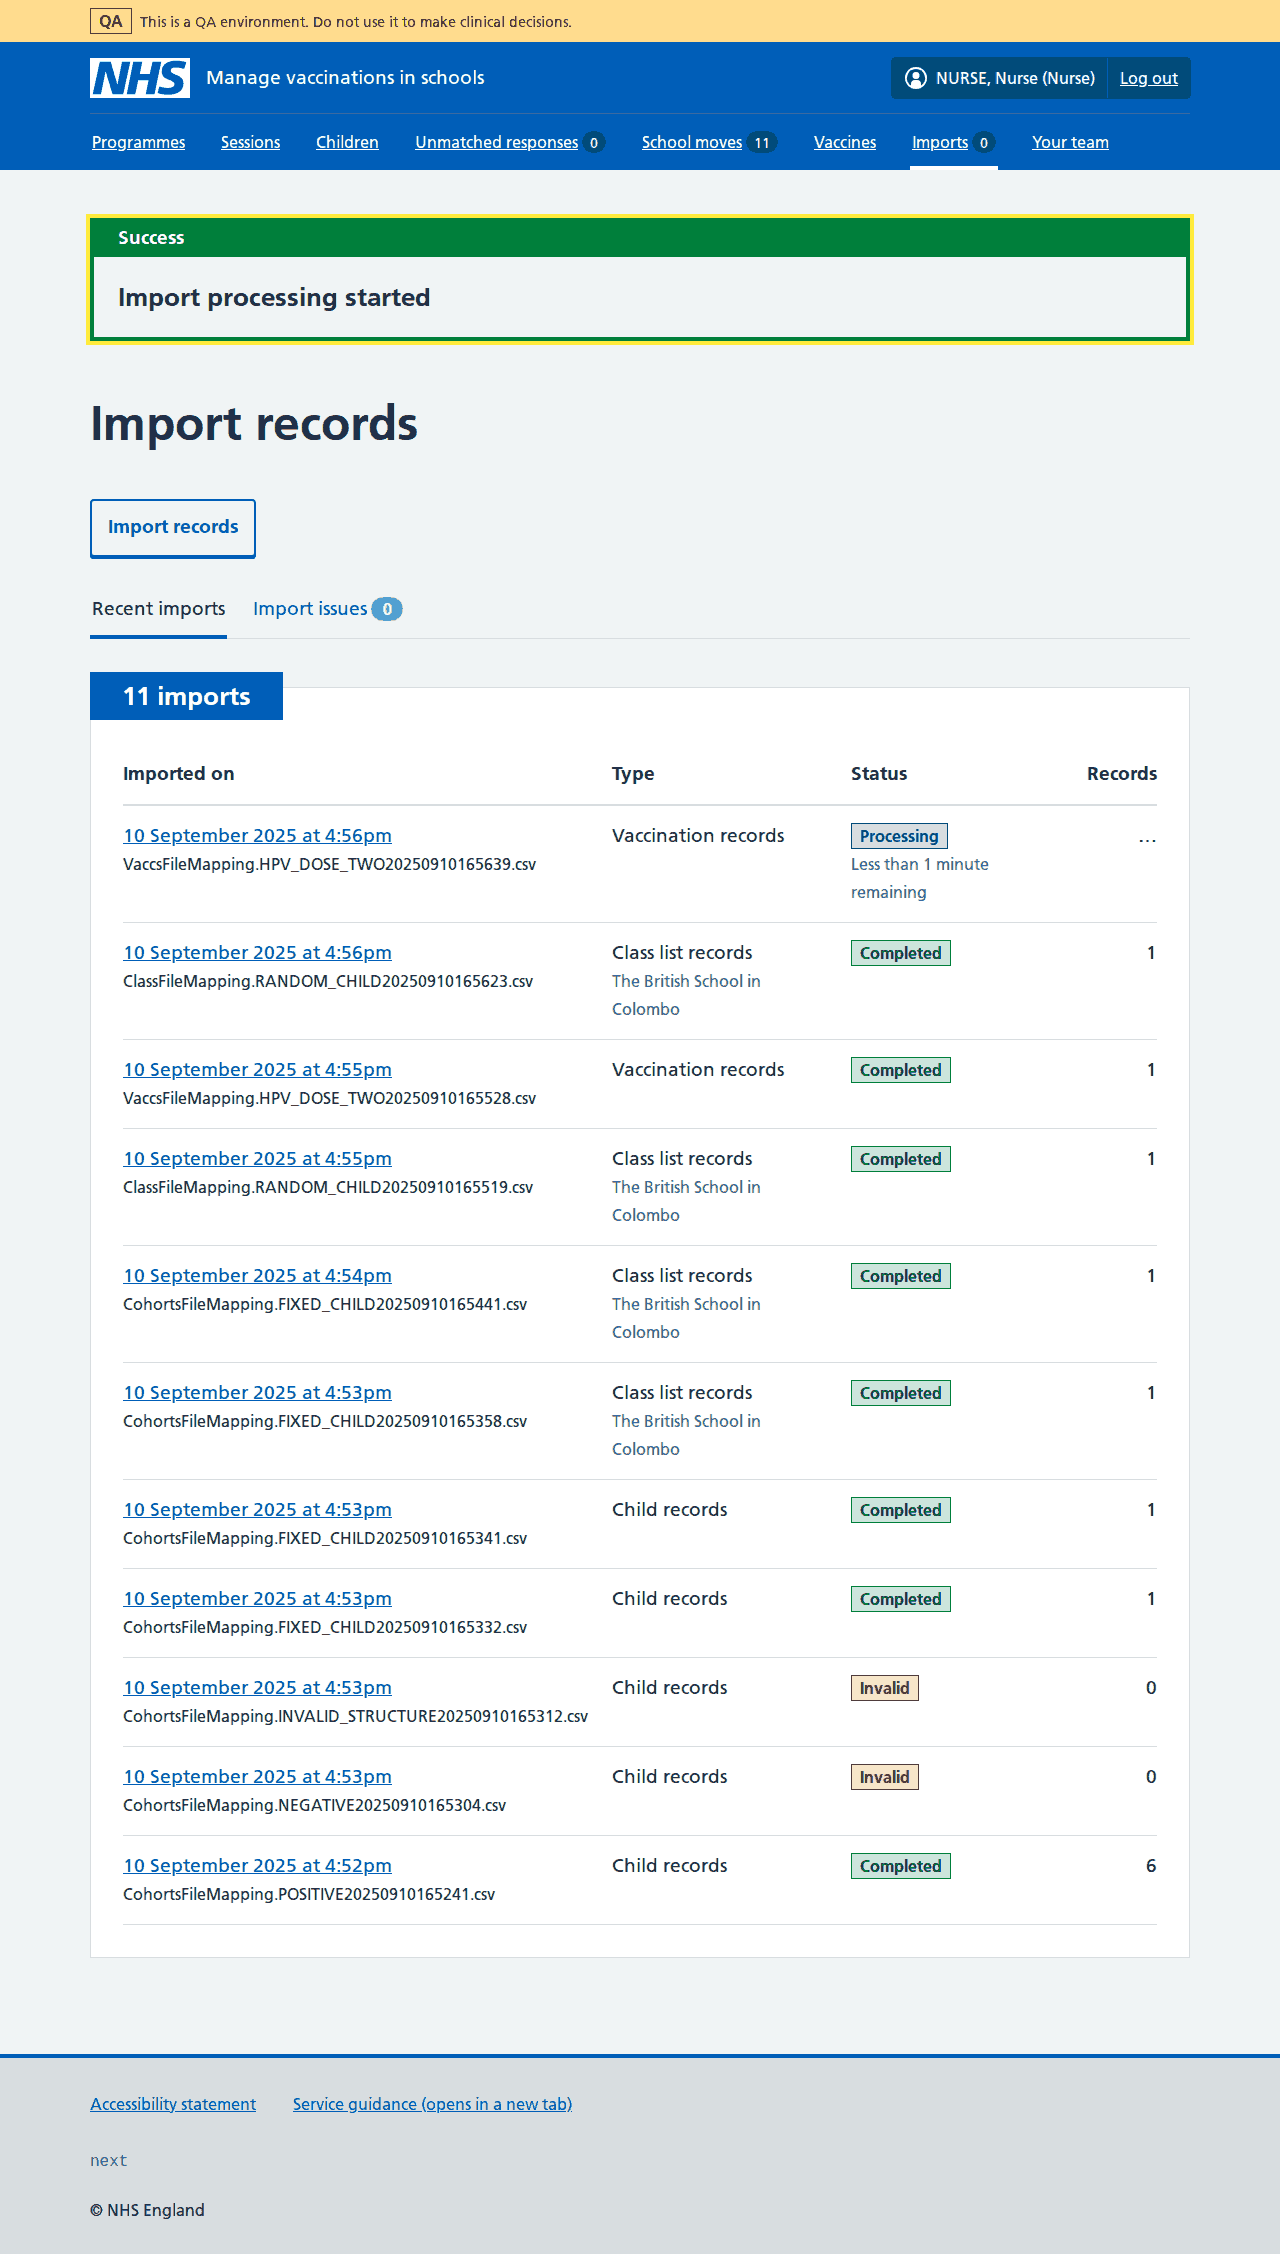 QA This is a QA environment. Do not use it to make clinical decisions.
NHS Manage vaccinations in schools NURSE, Nurse (Nurse) Log out
Programmes Sessions Children Unmatched responses 0 School moves 11 Vaccines Imports 0 Your team
Success
Import processing started
Import records
Import records
Recent imports Import issues 0
11 imports
Imported on Type Status Records
10 September 2025 at 4:56pm Vaccination records Processing ...
VaccsFileMapping.HPV_DOSE_TWO20250910165639.csv Less than 1 minute
remaining
10 September 2025 at 4:56pm Class list records Completed 1
ClassFileMapping.RANDOM_CHILD20250910165623.csv The British School in
Colombo
10 September 2025 at 4:55pm Vaccination records Completed 1
VaccsFileMapping.HPV_DOSE_TWO20250910165528.csv
10 September 2025 at 4:55pm Class list records Completed 1
ClassFileMapping.RANDOM_CHILD20250910165519.csv The British School in
Colombo
10 September 2025 at 4:54pm Class list records Completed 1
CohortsFileMapping.FIXED_CHILD20250910165441.csv The British School in
Colombo
10 September 2025 at 4:53pm Class list records Completed 1
CohortsFileMapping.FIXED_CHILD20250910165358.csv The British School in
Colombo
10 September 2025 at 4:53pm Child records Completed 1
CohortsFileMapping.FIXED_CHILD20250910165341.csv
10 September 2025 at 4:53pm Child records Completed 1
CohortsFileMapping.FIXED_CHILD20250910165332.csv
10 September 2025 at 4:53pm Child records Invalid 0
CohortsFileMapping.INVALID_STRUCTURE20250910165312.csv
10 September 2025 at 4:53pm Child records Invalid 0
CohortsFileMapping.NEGATIVE20250910165304.csv
10 September 2025 at 4:52pm Child records Completed 6
CohortsFileMapping.POSITIVE20250910165241.csv
Accessibility statement Service guidance (opens in a new tab)
next
© NHS England